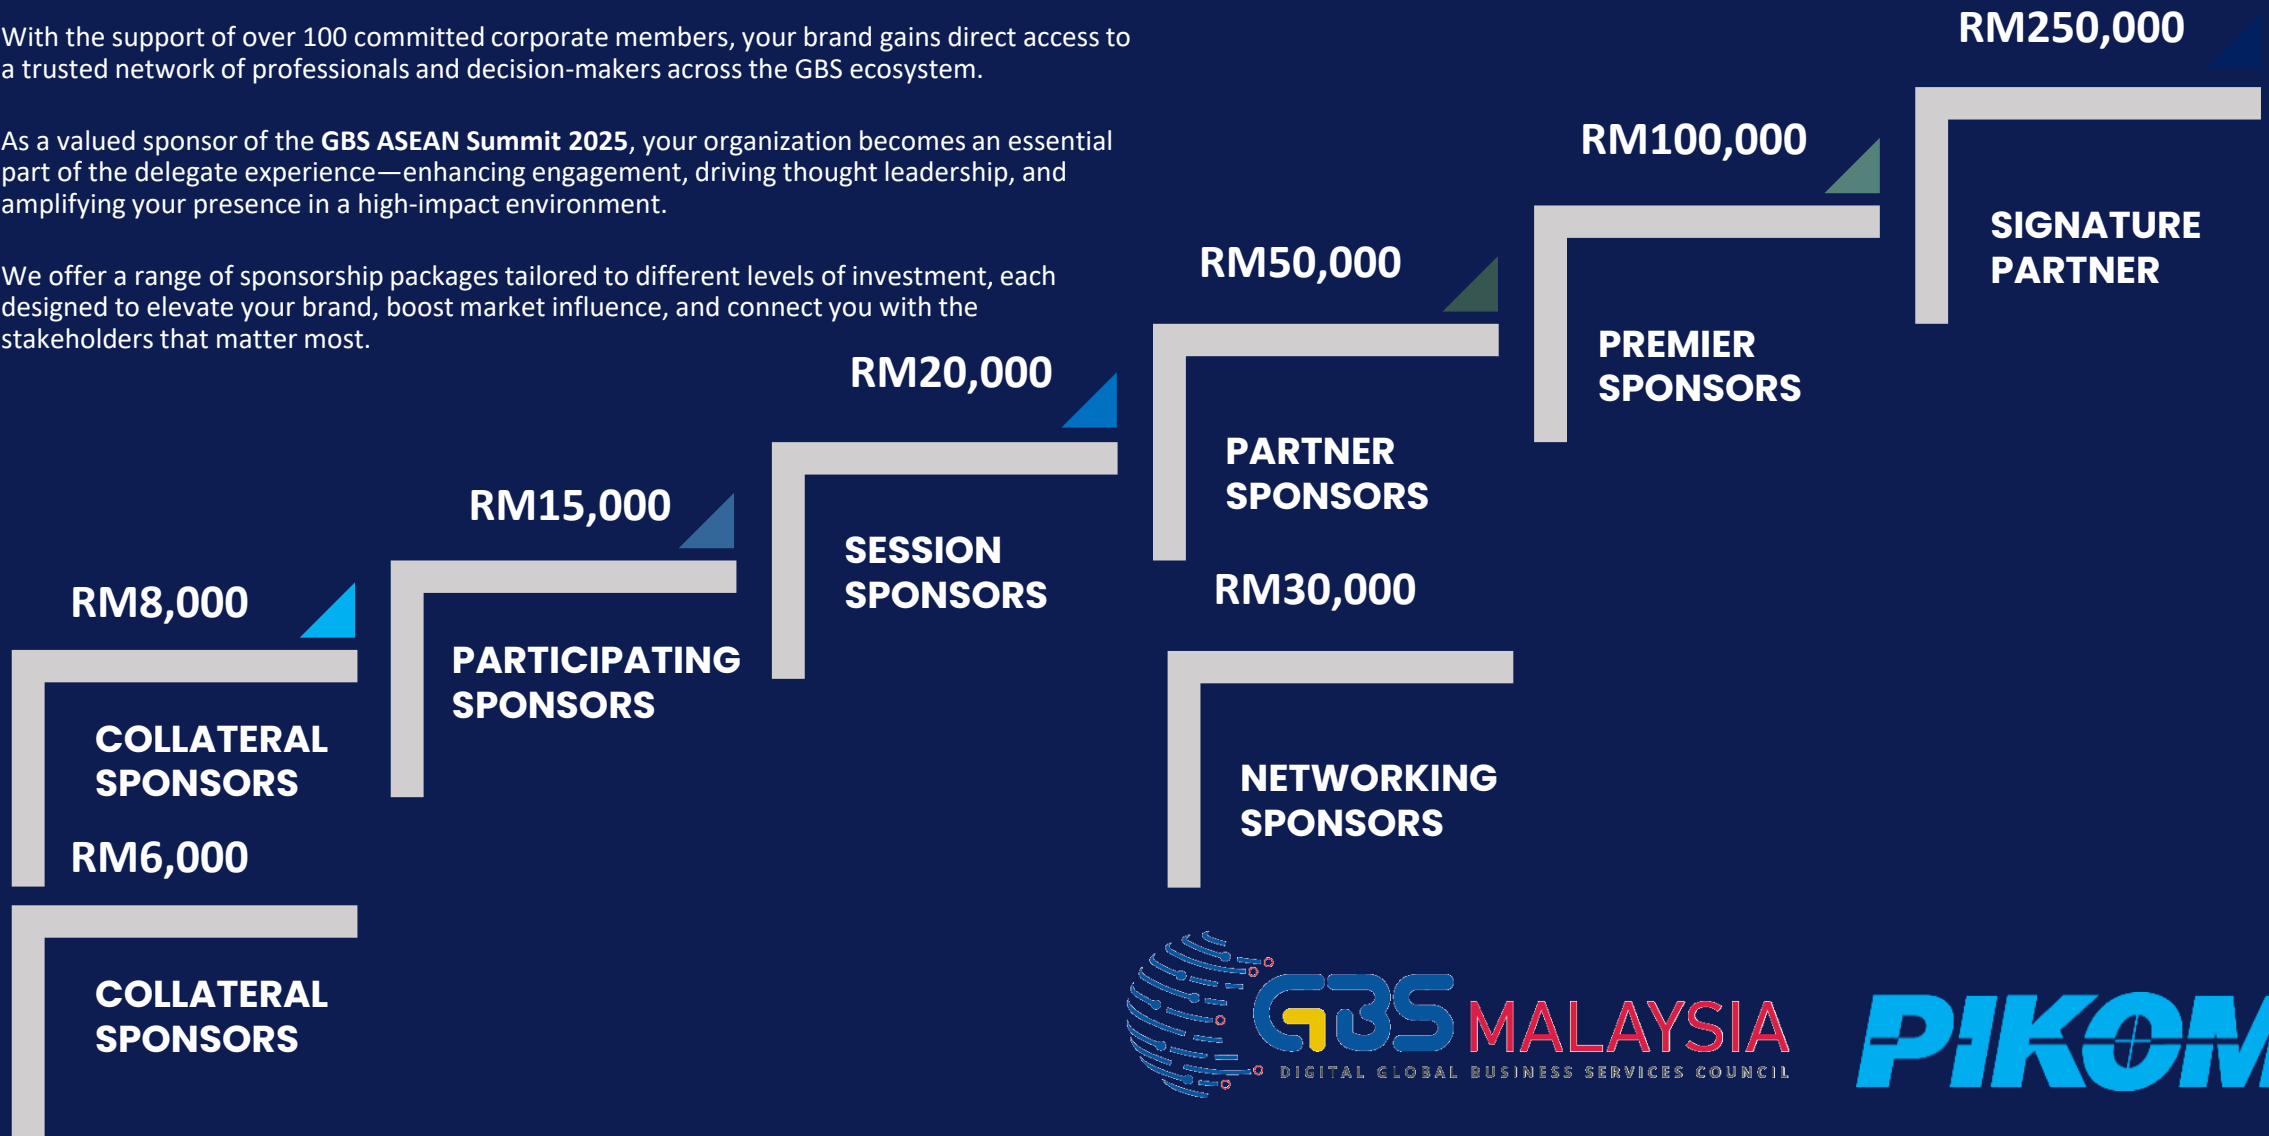 With the support of over 100 committed corporate members, your brand gains direct access to
a trusted network of professionals and decision-makers across the GBS ecosystem.
As a valued sponsor of the GBS ASEAN Summit 2025, your organization becomes an essential
part of the delegate experience—enhancing engagement, driving thought leadership, and
amplifying your presence in a high-impact environment.
We offer a range of sponsorship packages tailored to different levels of investment, each
designed to elevate your brand, boost market influence, and connect you with the
stakeholders that matter most.
RM250,000
SIGNATURE
PARTNER
RM100,000
PREMIER
SPONSORS
RM50,000
PARTNER
SPONSORS
RM30,000
NETWORKING
SPONSORS
RM20,000
SESSION
SPONSORS
RM15,000
PARTICIPATING
SPONSORS
RM8,000
COLLATERAL
SPONSORS
RM6,000
COLLATERAL
SPONSORS
GBS MALAYSIA
DIGITAL GLOBAL BUSINESS SERVICES COUNCIL
PIKOM